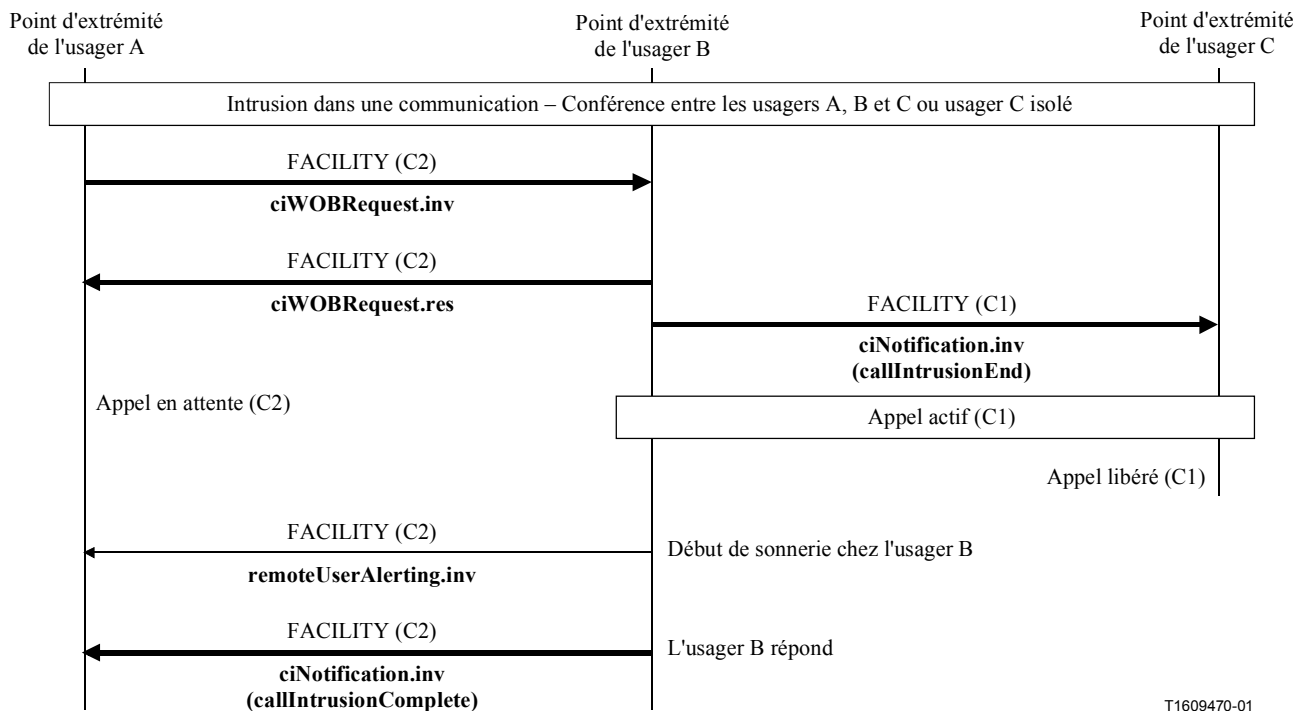 Point d'extrémité
de l'usager A
Point d'extrémité
de l'usager B
Point d'extrémité
de l'usager C
Intrusion dans une communication – Conférence entre les usagers A, B et C ou usager C isolé
FACILITY (C2)
ciWOBRequest.inv
FACILITY (C2)
ciWOBRequest.res
FACILITY (C1)
ciNotification.inv
(callIntrusionEnd)
Appel en attente (C2)
Appel actif (C1)
Appel libéré (C1)
FACILITY (C2)
remoteUserAlerting.inv
Début de sonnerie chez l'usager B
FACILITY (C2)
ciNotification.inv
(callIntrusionComplete)
L'usager B répond
T1609470-01